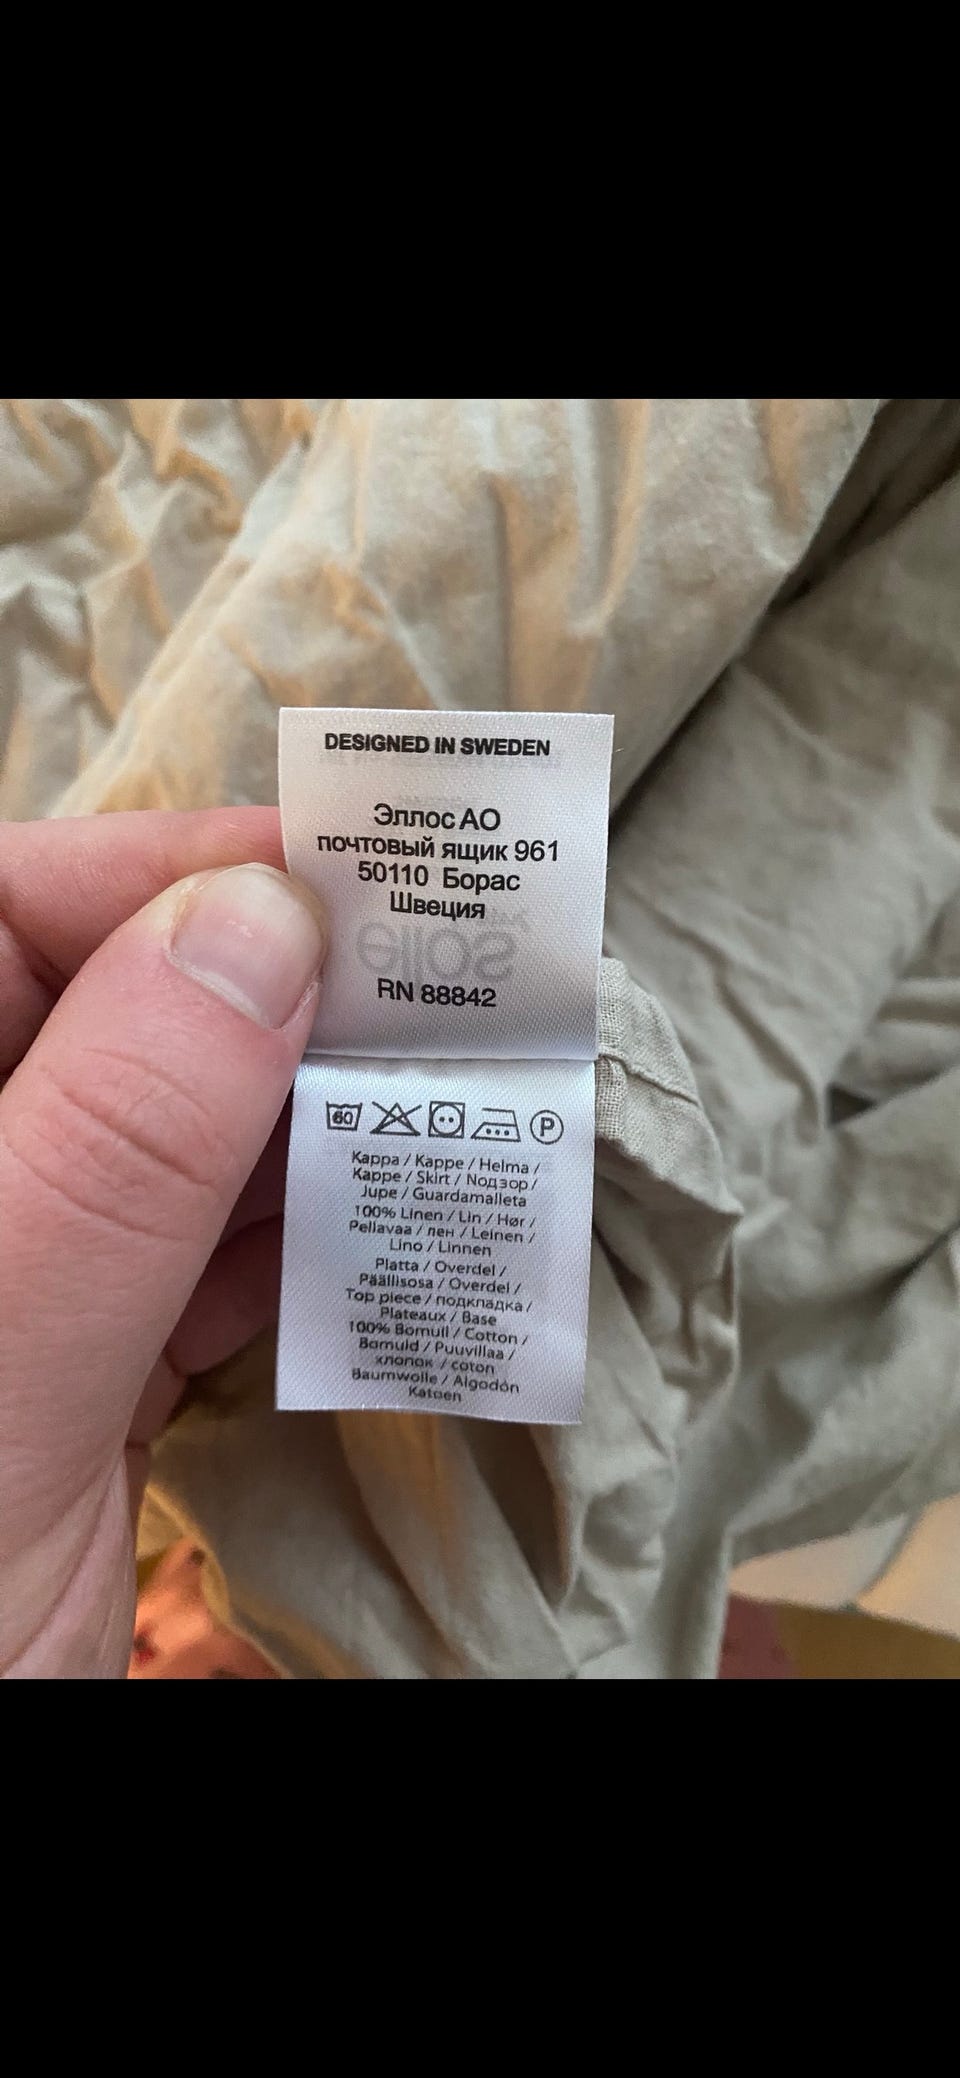 DESIGNED IN SWEDEN
Эллос АО
почтовый ящик 961
50110 Борас
Швеция
ellos
RN 88842
60 P
Kappa / Kappe / Helma /
Kappe / Skirt / Nодзор /
Jupe / Guardamalleta
100% Linen / Lin / Hør /
Pellavaa / лен / Leinen /
Lino / Linnen
Platta / Overdel /
Päällisosa / Overdel /
Top piece / подкладка /
Plateaux / Base
100% Bomull / Cotton /
Bomuld / Puuvillaa /
хлопок / coton
Baumwolle / Algodón
Katoen